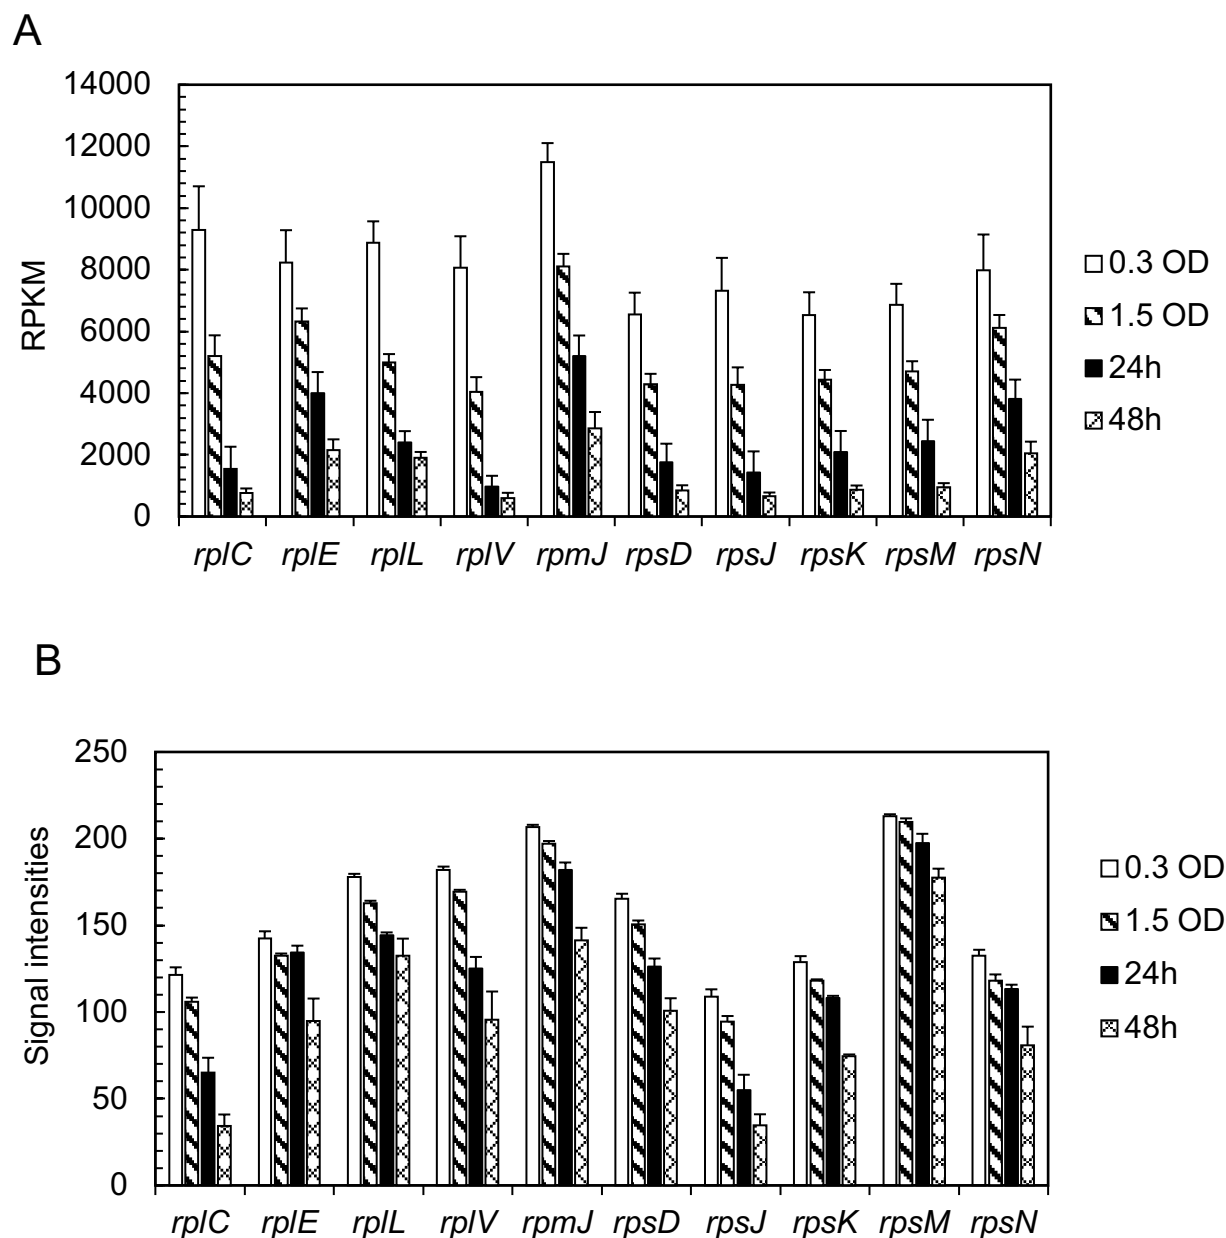 A
14000
12000
10000
8000
6000
4000
2000
0
RPKM
rplC rplE rplL rplV rpmJ rpsD rpsJ rpsK rpsM rpsN
0.3 OD
1.5 OD
24h
48h
B
250
200
150
100
50
0
Signal intensities
rplC rplE rplL rplV rpmJ rpsD rpsJ rpsK rpsM rpsN
0.3 OD
1.5 OD
24h
48h